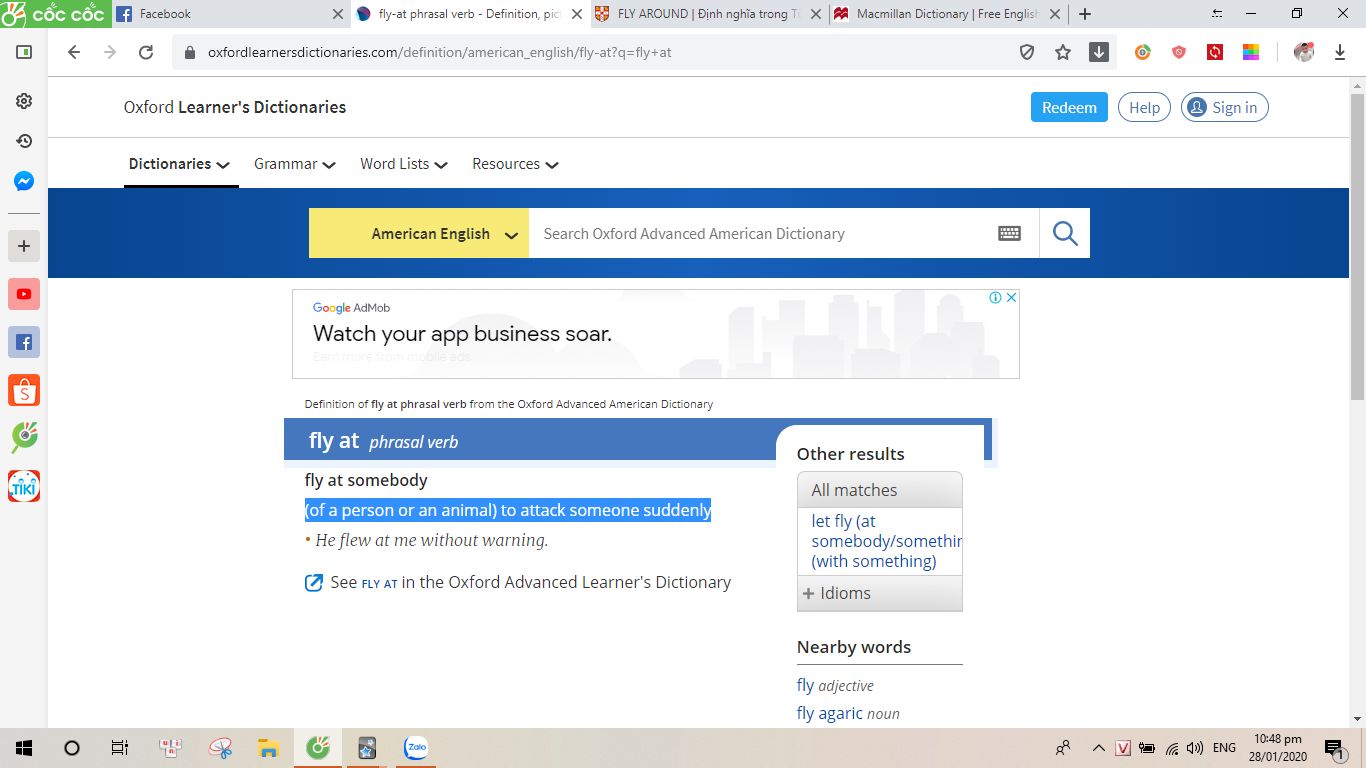 cốc cốc
Facebook
fly-at phrasal verb - Definition, pict
FLY AROUND | Định nghĩa trong Từ
Macmillan Dictionary | Free English
oxfordlearnersdictionaries.com/definition/american_english/fly-at?q=fly+at
Oxford Learner's Dictionaries
Redeem
Help
Sign in
Dictionaries
Grammar
Word Lists
Resources
American English
Search Oxford Advanced American Dictionary
Google AdMob
Watch your app business soar.
Earn more from mobile ads.
Definition of fly at phrasal verb from the Oxford Advanced American Dictionary
fly at phrasal verb
fly at somebody
(of a person or an animal) to attack someone suddenly
• He flew at me without warning.
See FLY AT in the Oxford Advanced Learner's Dictionary
Other results
All matches
let fly (at
somebody/somethin
(with something)
+ Idioms
Nearby words
fly adjective
fly agaric noun
TIKI
Zalo
V
ENG
10:48 pm
28/01/2020
1